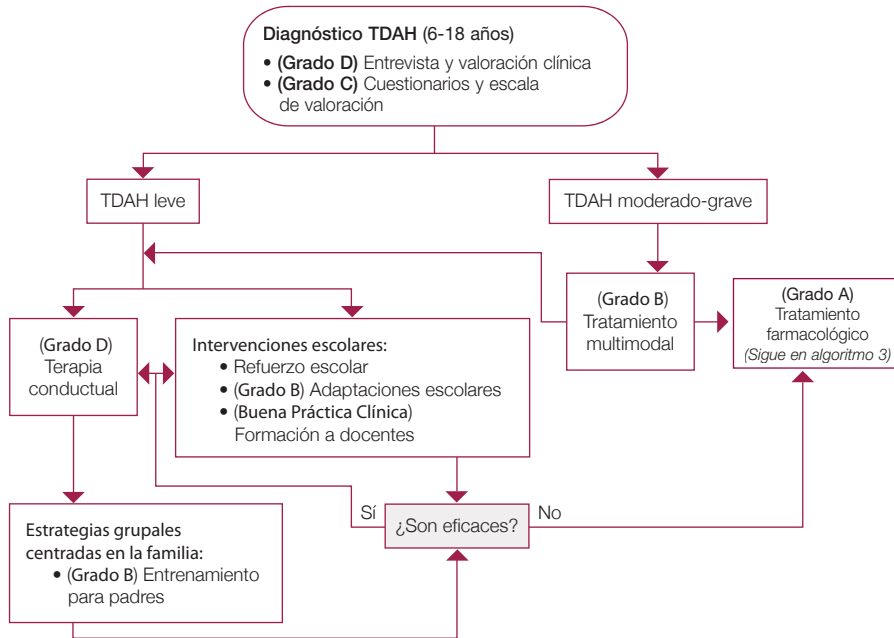 Diagnóstico TDAH (6-18 años)
• (Grado D) Entrevista y valoración clínica
• (Grado C) Cuestionarios y escala
de valoración
TDAH leve
TDAH moderado-grave
(Grado D)
Terapia
conductual
Intervenciones escolares:
• Refuerzo escolar
• (Grado B) Adaptaciones escolares
• (Buena Práctica Clínica)
Formación a docentes
(Grado B)
Tratamiento
multimodal
(Grado A)
Tratamiento
farmacológico
(Sigue en algoritmo 3)
Estrategias grupales
centradas en la familia:
• (Grado B) Entrenamiento
para padres
Sí
¿Son eficaces?
No